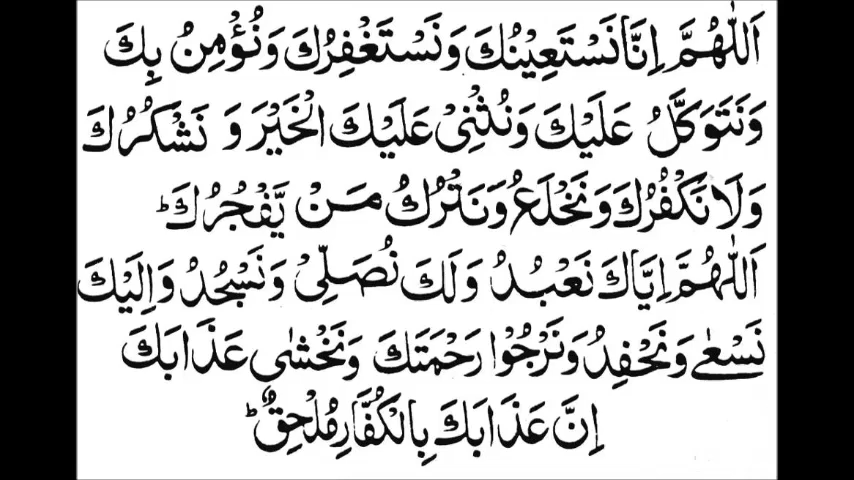 اَللّٰهُمَّ اِنَّا نَسْتَعِيْنُكَ وَنَسْتَغْفِرُكَ وَنُؤْمِنُ بِكَ
وَنَتَوَكَّلُ عَلَيْكَ وَنُثْنِیْ عَلَيْكَ الْخَيْرَ وَ نَشْكُرُكَ
وَلَا نَكْفُرُكَ وَنَخْلَعُ وَنَتْرُكُ مَنْ يَّفْجُرُكَ ؕ
اَللّٰهُمَّ اِيَّاكَ نَعْبُدُ وَلَكَ نُصَلِّیْ وَنَسْجُدُ وَاِلَيْكَ
نَسْعٰی وَنَحْفِدُ وَنَرْجُوْا رَحْمَتَكَ وَنَخْشٰی عَذَابَكَ
اِنَّ عَذَابَكَ بِالْكُفَّارِ مُلْحِقٌ ؕ